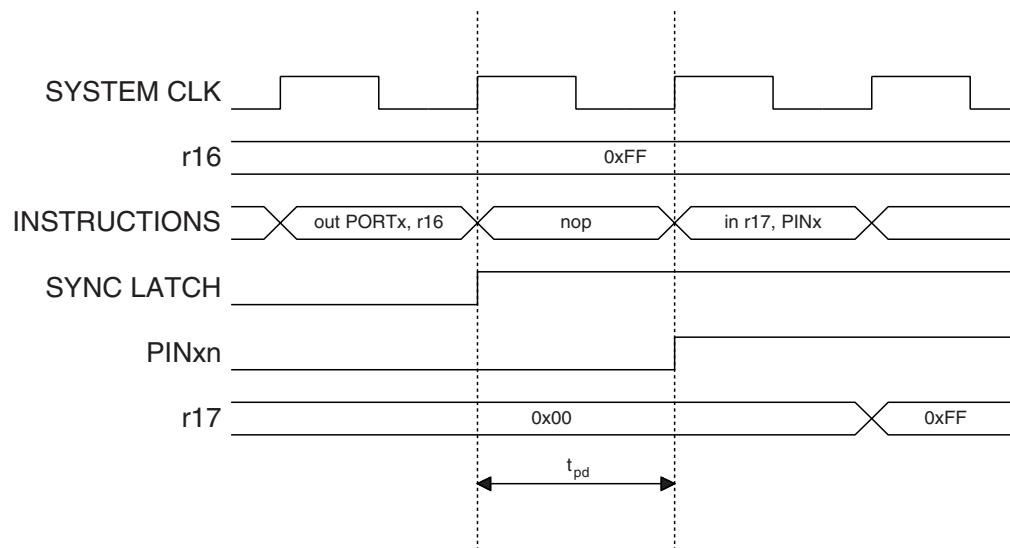 SYSTEM CLK
r16
0xFF
INSTRUCTIONS
out PORTx, r16
nop
in r17, PINx
SYNC LATCH
PINxn
r17
0x00
0xFF
tpd